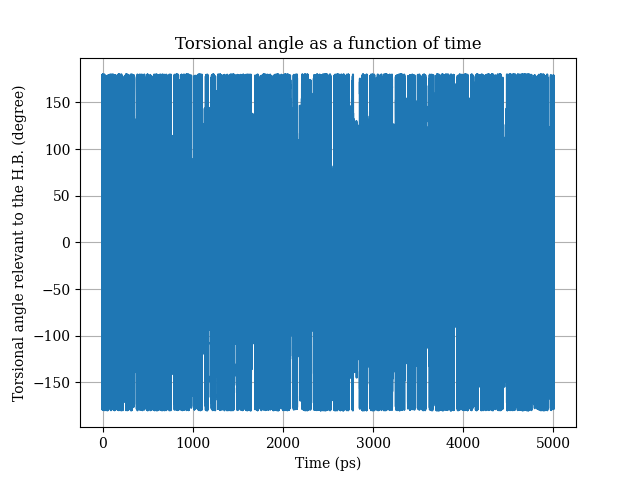 Torsional angle as a function of time
Torsional angle relevant to the H.B. (degree)
150
100
50
0
−50
−100
−150
0 1000 2000 3000 4000 5000
Time (ps)